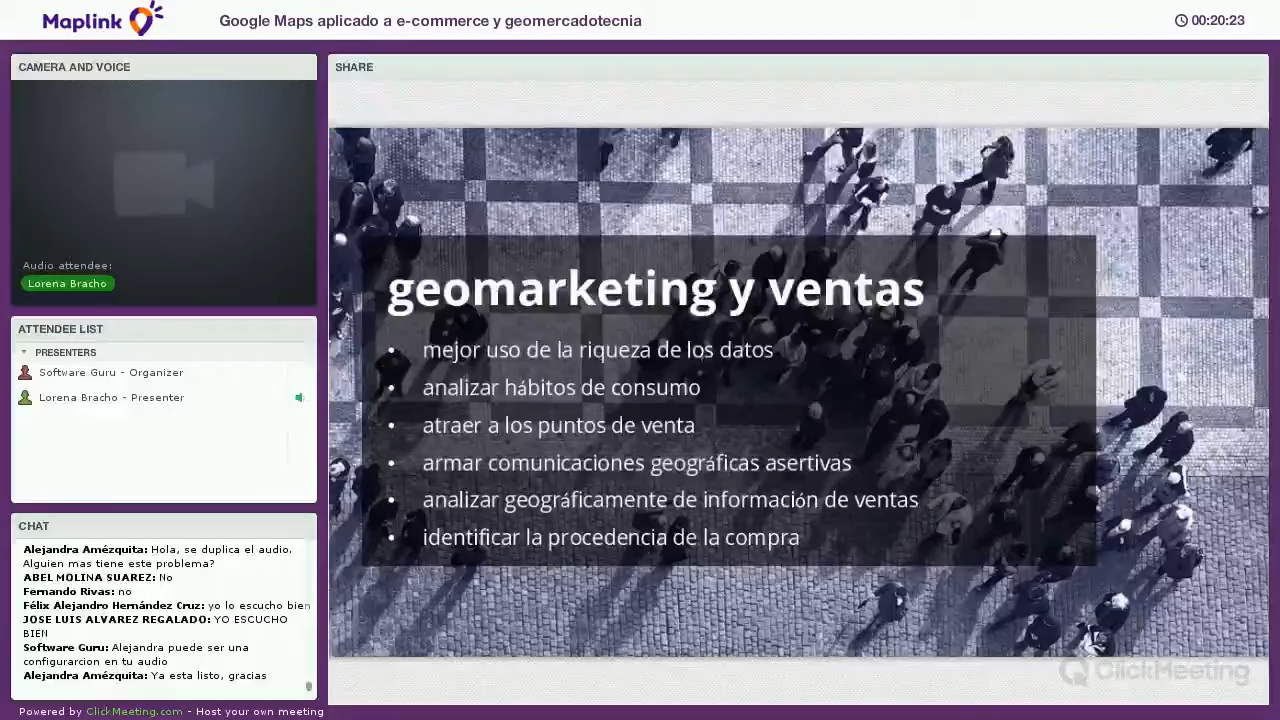 Maplink
Google Maps aplicado a e-commerce y geomercadotecnia
00:20:23
CAMERA AND VOICE
Audio attendee:
Lorena Bracho
ATTENDEE LIST
PRESENTERS
Software Guru - Organizer
Lorena Bracho - Presenter
CHAT
Alejandra Amézquita: Hola, se duplica el audio.
Alguien mas tiene este problema?
ABEL MOLINA SUAREZ: No
Fernando Rivas: no
Félix Alejandro Hernández Cruz: yo lo escucho bien
JOSE LUIS ALVAREZ REGALADO: YO ESCUCHO
BIEN
Software Guru: Alejandra puede ser una
configurarcion en tu audio
Alejandra Amézquita: Ya esta listo, gracias
Powered by ClickMeeting.com - Host your own meeting
SHARE
geomarketing y ventas
• mejor uso de la riqueza de los datos
• analizar hábitos de consumo
• atraer a los puntos de venta
• armar comunicaciones geográficas asertivas
• analizar geográficamente de información de ventas
• identificar la procedencia de la compra
ClickMeeting